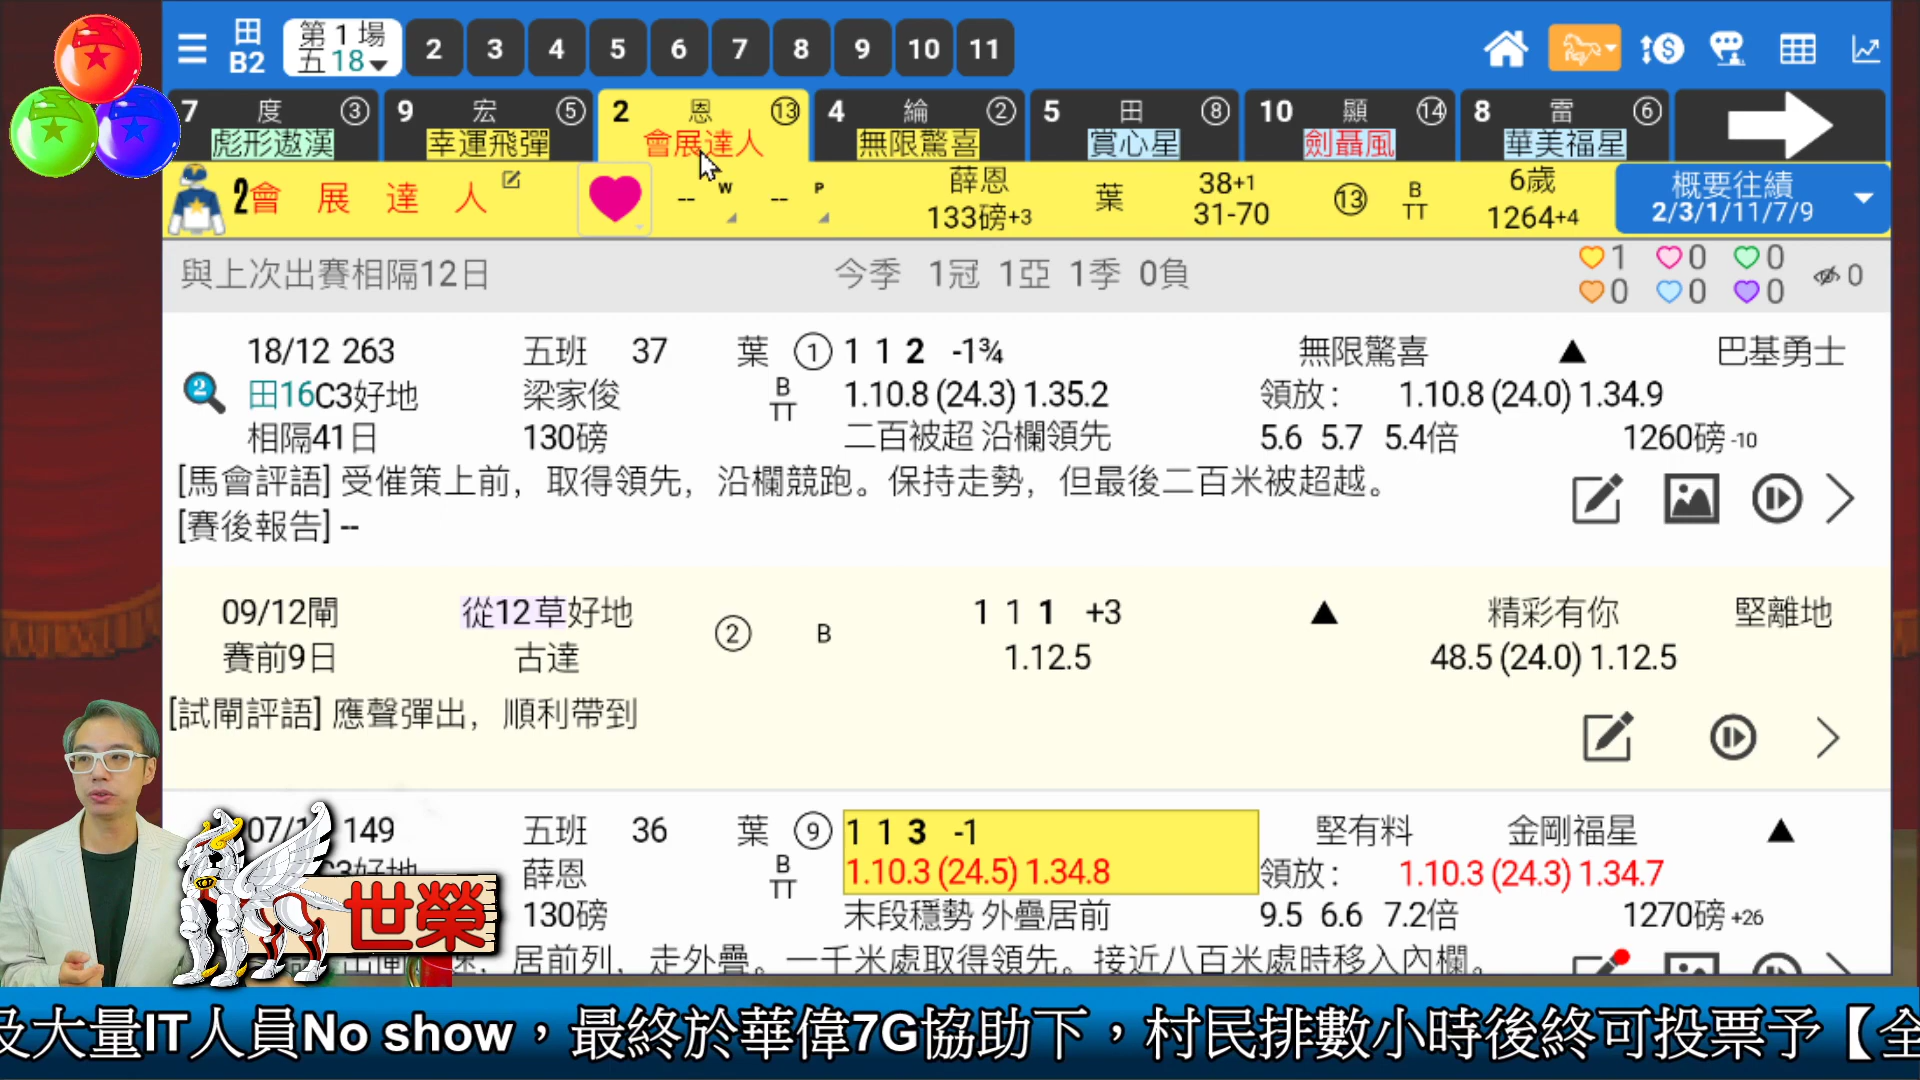 田 B2
第1場
五18
2 3 4 5 6 7 8 9 10 11
7 度 ③ 彪形遨漢
9 宏 ⑤ 幸運飛彈
2 恩 ⑬ 會展達人
4 綸 ② 無限驚喜
5 田 ⑧ 賞心星
10 顯 ⑭ 劍聶風
8 雷 ⑥ 華美福星
2 會展達人 -- W -- P 薛恩 葉 38+1 ⑬ B 6歲 概要往績
133磅+3 31-70 TT 1264+4 2/3/1/11/7/9
與上次出賽相隔12日 今季 1冠 1亞 1季 0負
1 0 0 0
0 0 0
18/12 263 五班 37 葉 ① 1 1 2 -1¾ 無限驚喜 ▲ 巴基勇士
2 田16C3好地 梁家俊 B TT 1.10.8 (24.3) 1.35.2 領放： 1.10.8 (24.0) 1.34.9
相隔41日 130磅 二百被超 沿欄領先 5.6 5.7 5.4倍 1260磅 -10
[馬會評語] 受催策上前，取得領先，沿欄競跑。保持走勢，但最後二百米被超越。
[賽後報告] --
09/12閘 從12草好地 ② B 1 1 1 +3 ▲ 精彩有你 堅離地
賽前9日 古達 1.12.5 48.5 (24.0) 1.12.5
[試閘評語] 應聲彈出，順利帶到
07/1 149 五班 36 葉 ⑨ 1 1 3 -1 堅有料 金剛福星 ▲
C3好地 薛恩 B TT 1.10.3 (24.5) 1.34.8 領放： 1.10.3 (24.3) 1.34.7
130磅 末段穩勢 外疊居前 9.5 6.6 7.2倍 1270磅 +26
居前列，走外疊。一千米處取得領先。接近八百米處時移入內欄。
世榮
及大量IT人員No show，最終於華偉7G協助下，村民排數小時後終可投票予【全